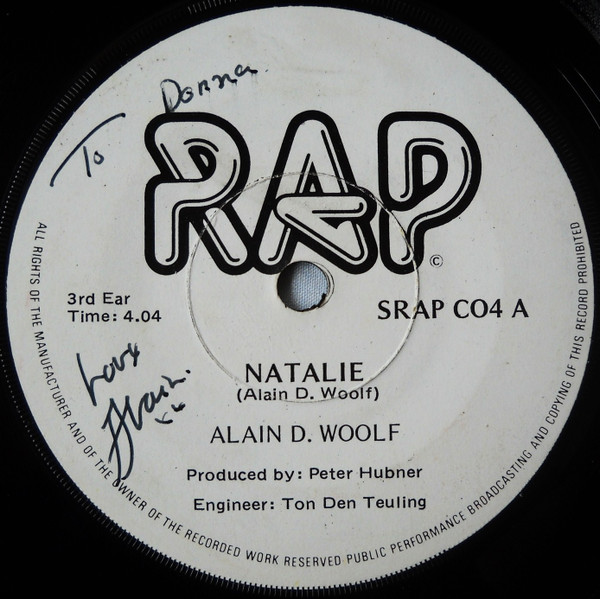 To Donna
RAP
©
3rd Ear
Time: 4.04
SRAP CO4 A
NATALIE
(Alain D. Woolf)
Love
Alain.
ALAIN D. WOOLF
Produced by: Peter Hubner
Engineer: Ton Den Teuling
ALL RIGHTS OF THE MANUFACTURER AND OF THE OWNER OF THE RECORDED WORK RESERVED PUBLIC PERFORMANCE BROADCASTING AND COPYING OF THIS RECORD PROHIBITED